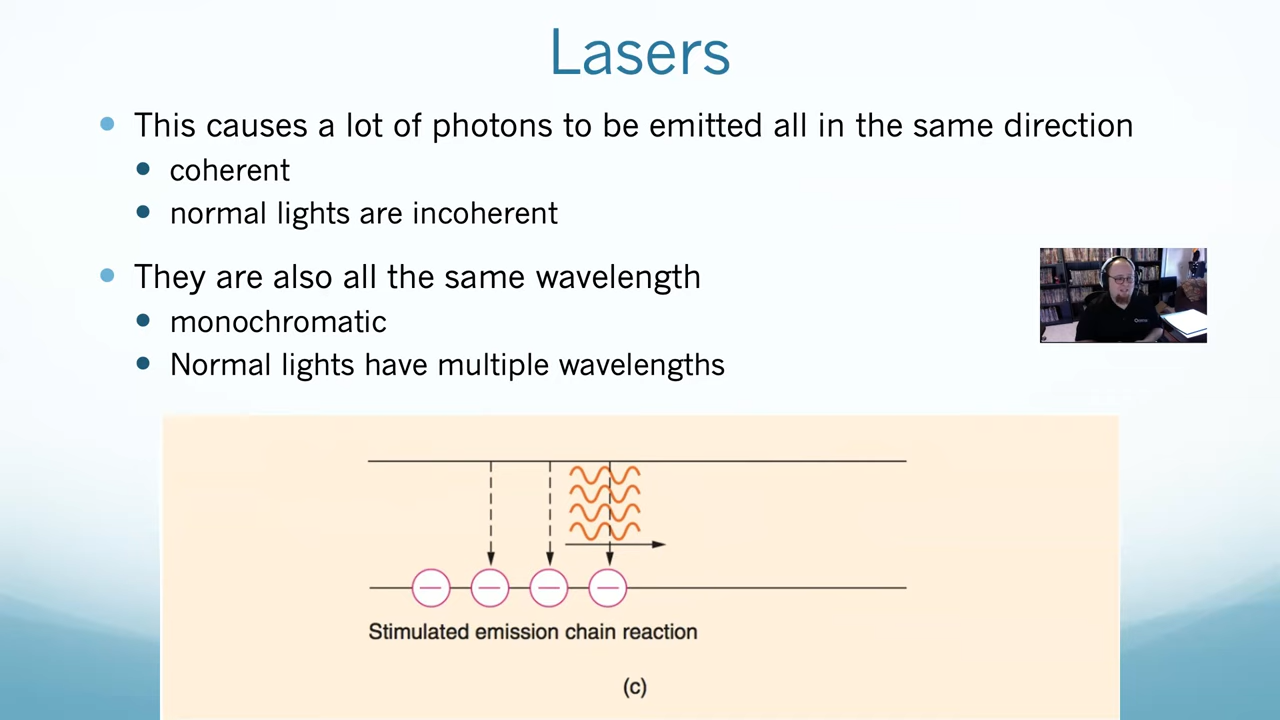 Lasers
This causes a lot of photons to be emitted all in the same direction
coherent
normal lights are incoherent
They are also all the same wavelength
monochromatic
Normal lights have multiple wavelengths
Stimulated emission chain reaction
(c)